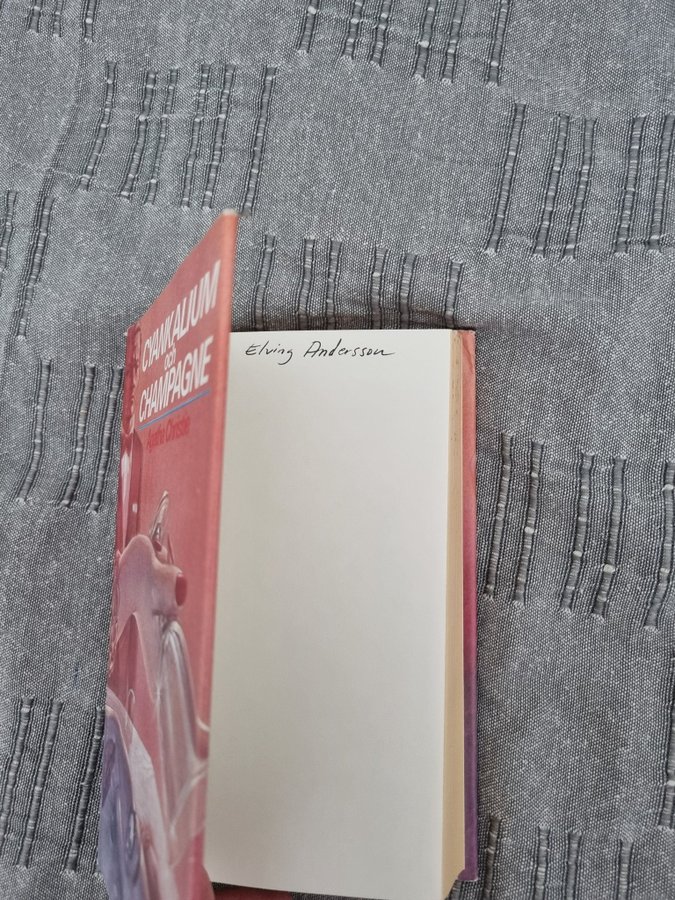 CYANKALIUM
och
CHAMPAGNE
Agatha Christie
Elving Andersson